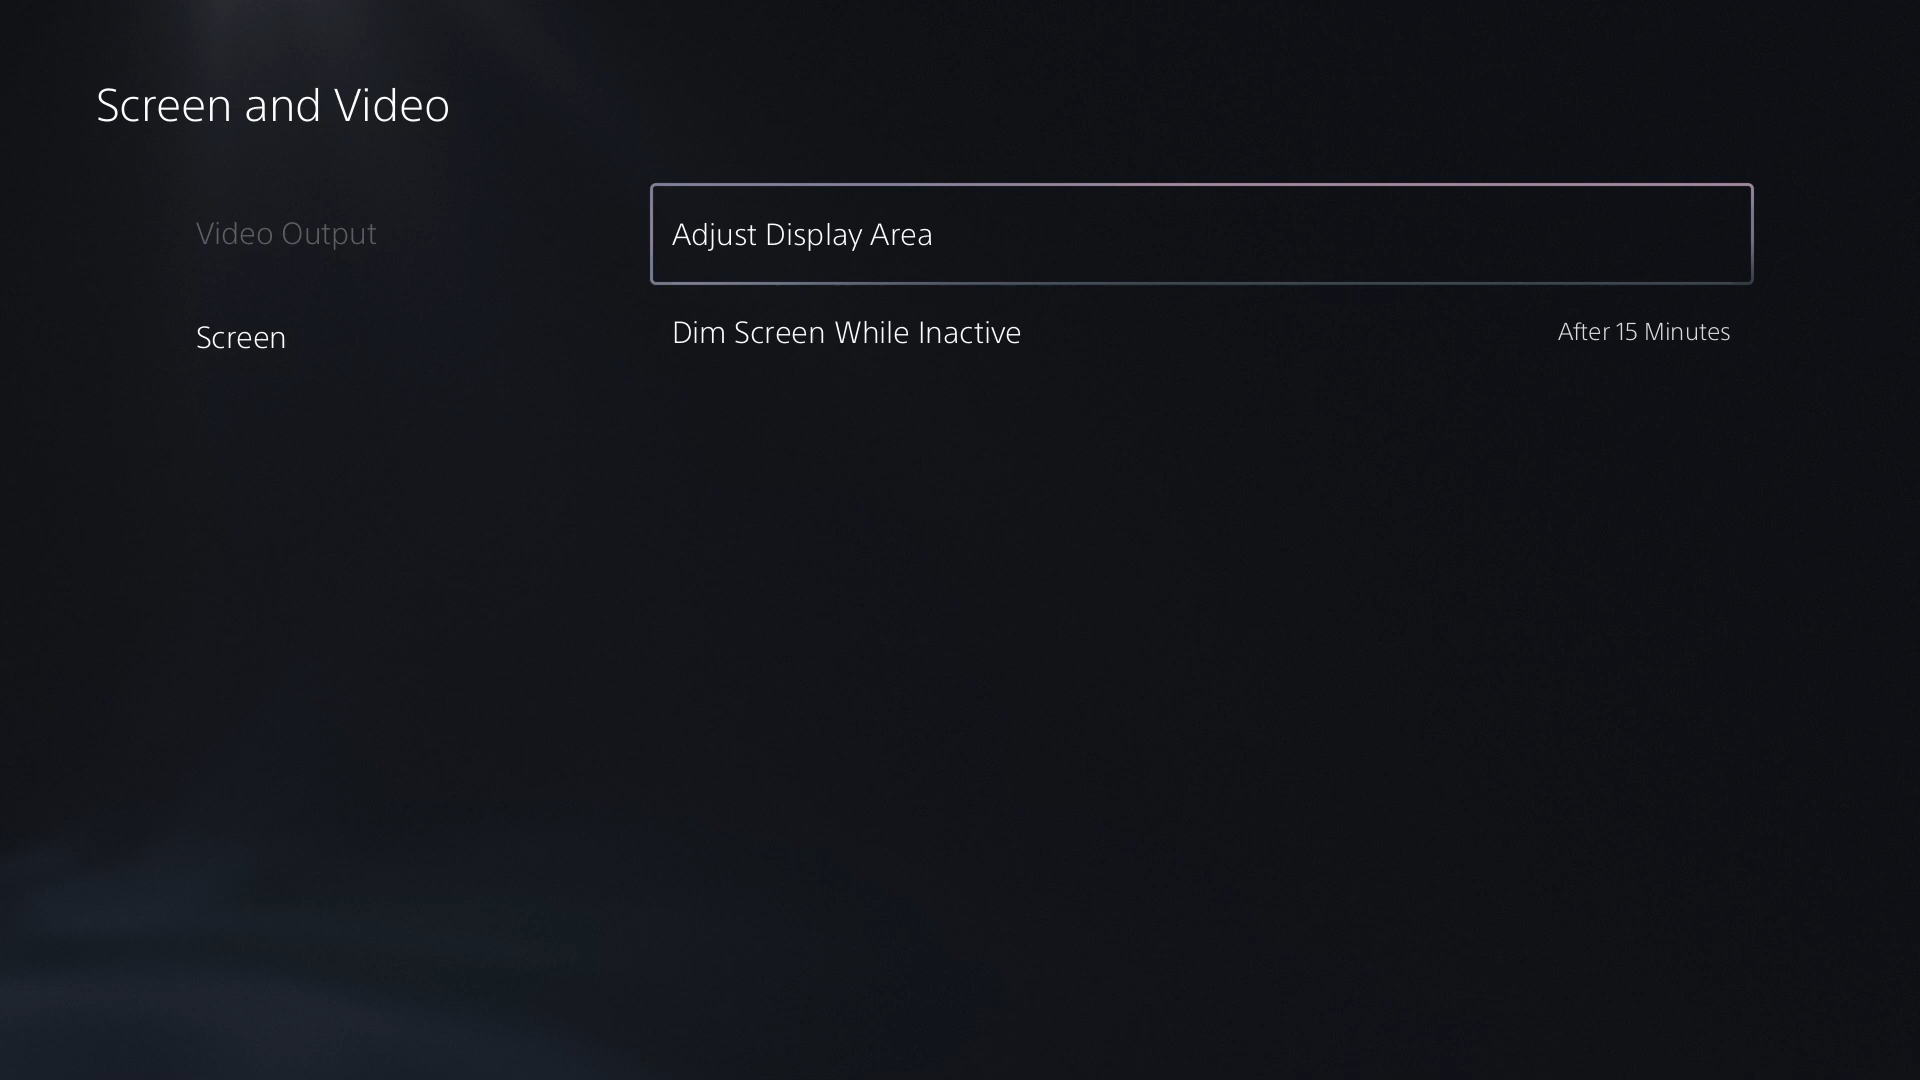 Screen and Video
Video Output
Screen
Adjust Display Area
Dim Screen While Inactive
After 15 Minutes